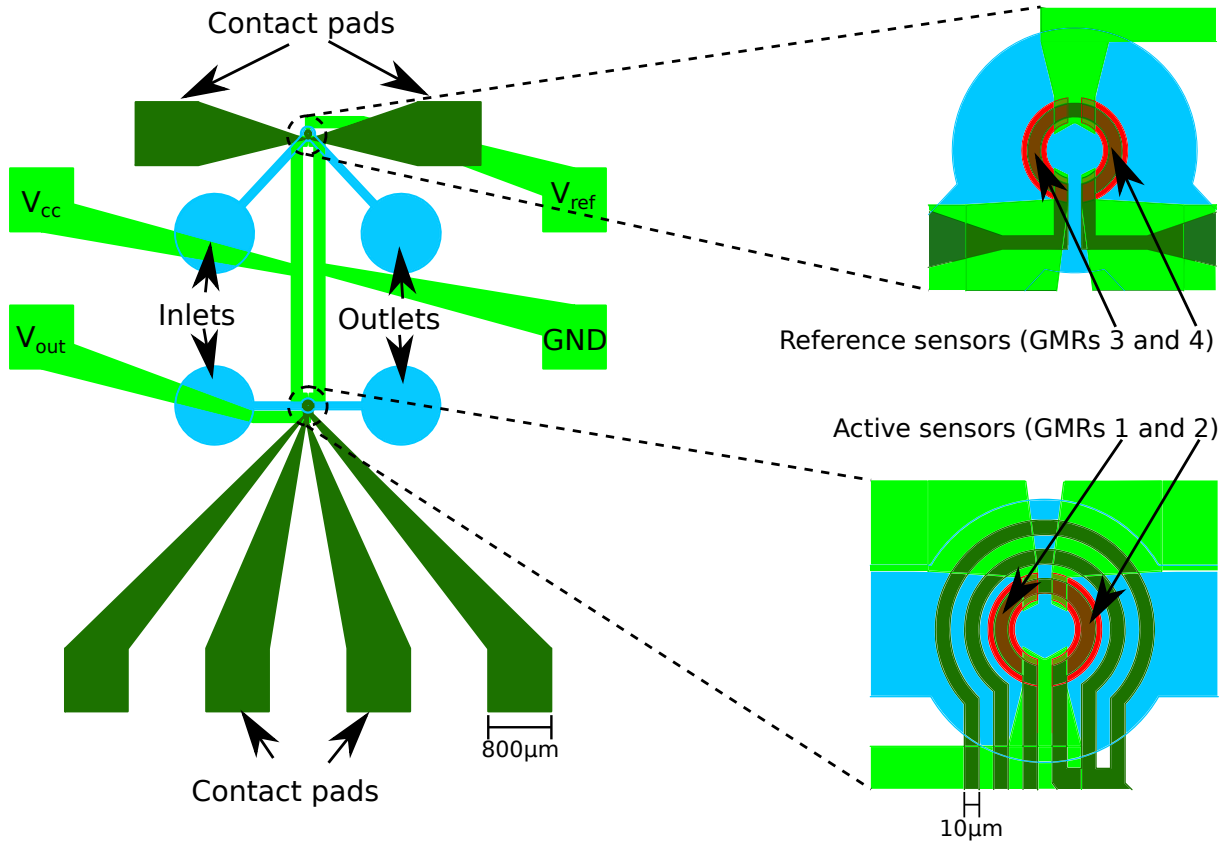 Contact pads
Vcc
Vref
Inlets
Outlets
Vout
GND
Reference sensors (GMRs 3 and 4)
Active sensors (GMRs 1 and 2)
800µm
Contact pads
10µm